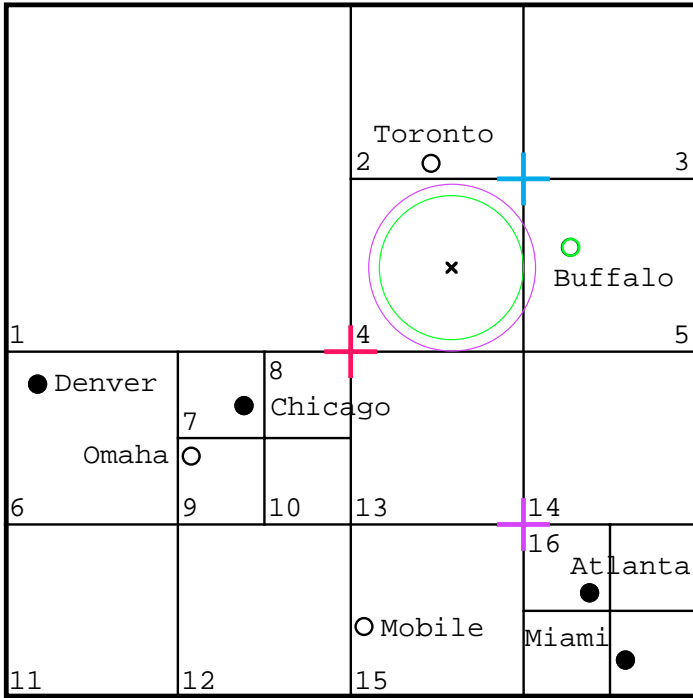 Toronto
2
3
Buffalo
1
4
5
8
Denver
Chicago
7
Omaha
6
9
10
13
14
16
Atlanta
Mobile
Miami
11
12
15